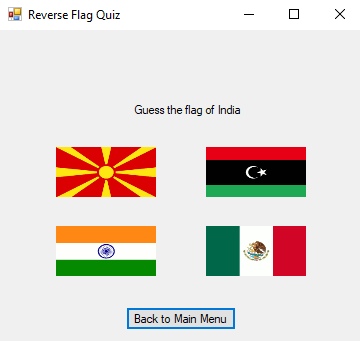 Reverse Flag Quiz
Guess the flag of India
Back to Main Menu